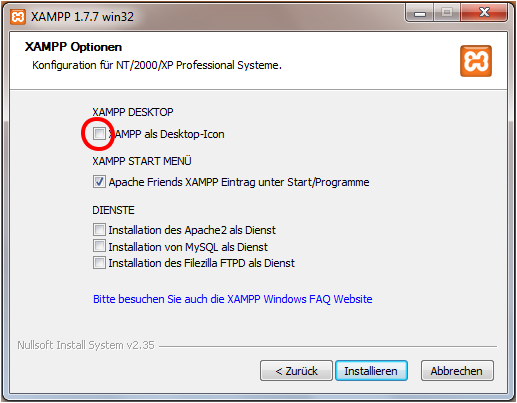 XAMPP 1.7.7 win32
XAMPP Optionen
Konfiguration für NT/2000/XP Professional Systeme.
XAMPP DESKTOP
XAMPP als Desktop-Icon
XAMPP START MENÜ
Apache Friends XAMPP Eintrag unter Start/Programme
DIENSTE
Installation des Apache2 als Dienst
Installation von MySQL als Dienst
Installation des Filezilla FTPD als Dienst
Bitte besuchen Sie auch die XAMPP Windows FAQ Website
Nullsoft Install System v2.35
< Zurück Installieren Abbrechen